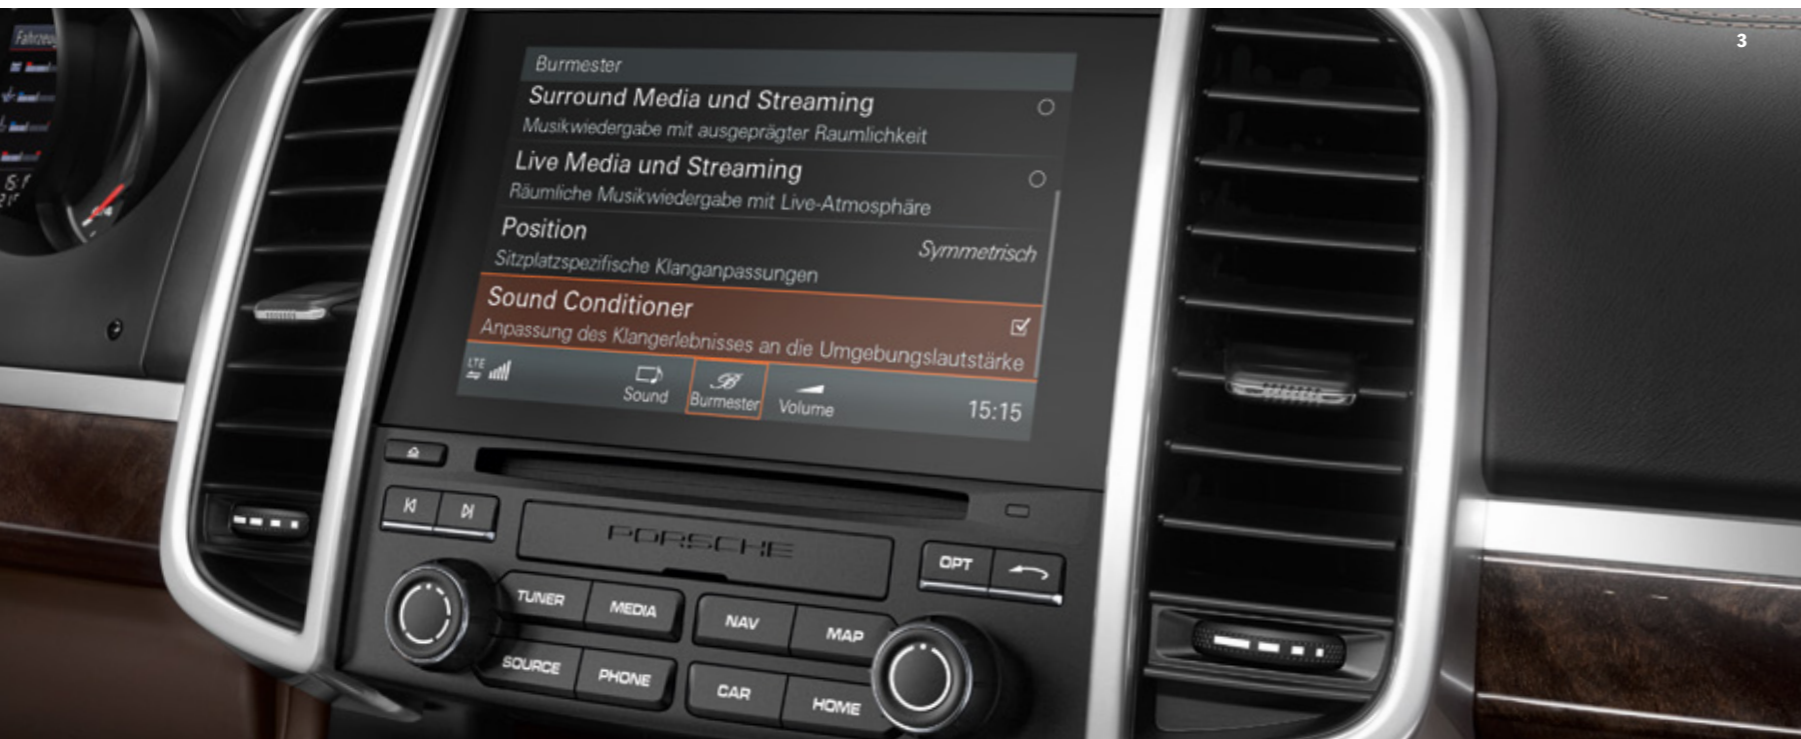 Fahrzeug
3
Burmester
Surround Media und Streaming
Musikwiedergabe mit ausgeprägter Raumlichkeit
Live Media und Streaming
Räumliche Musikwiedergabe mit Live-Atmosphäre
Position
Symmetrisch
Sitzplatzspezifische Klanganpassungen
Sound Conditioner
Anpassung des Klangerlebnisses an die Umgebungslautstärke
LTE
Sound
Burmester
Volume
15:15
PORSCHE
OPT
TUNER
MEDIA
NAV
MAP
SOURCE
PHONE
CAR
HOME